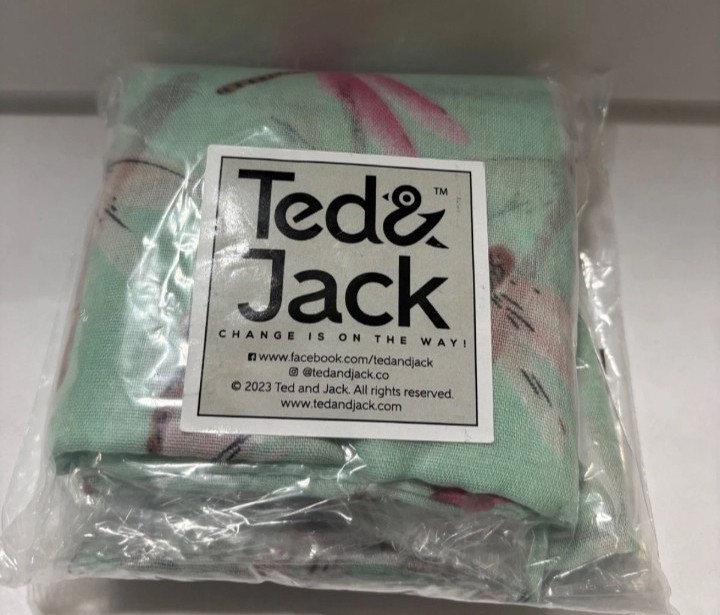 Ted& ™
Jack
CHANGE IS ON THE WAY!
www.facebook.com/tedandjack
@tedandjack.co
© 2023 Ted and Jack. All rights reserved.
www.tedandjack.com